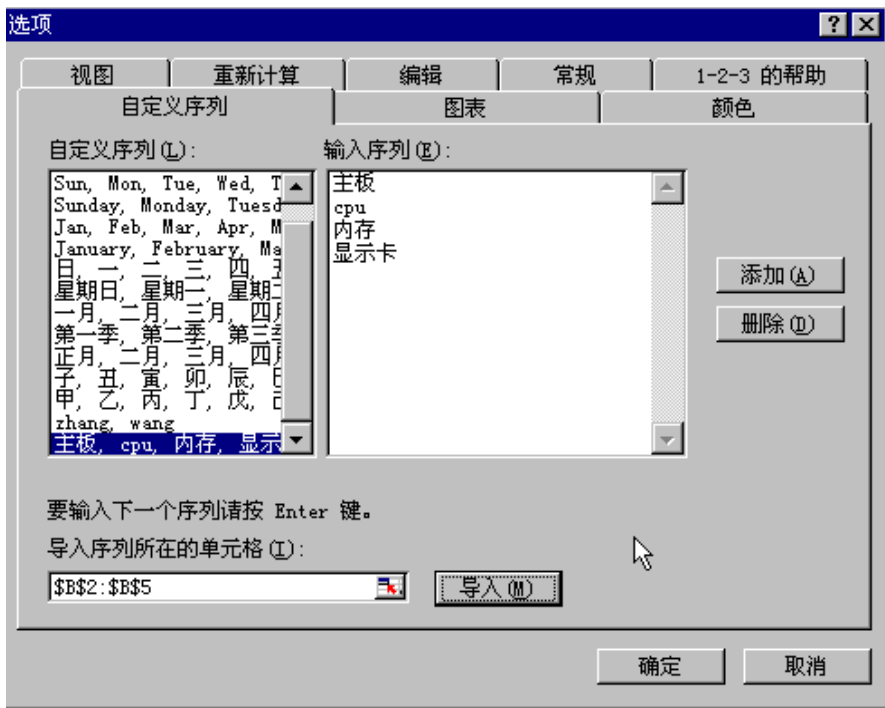 选项
视图 重新计算 编辑 常规 1-2-3 的帮助
自定义序列 图表 颜色
自定义序列(L): 输入序列(E):
Sun, Mon, Tue, Wed, T
Sunday, Monday, Tuesd
Jan, Feb, Mar, Apr, M
January, February, Ma
日, 一, 二, 三, 四, 五
星期日, 星期一, 星期二
一月, 二月, 三月, 四月
第一季, 第二季, 第三季
正月, 二月, 三月, 四月
子, 丑, 寅, 卯, 辰, 巳
甲, 乙, 丙, 丁, 戊, 己
zhang, wang
主板, cpu, 内存, 显示
主板
cpu
内存
显示卡
添加(A)
删除(D)
要输入下一个序列请按 Enter 键。
导入序列所在的单元格(I):
$B$2:$B$5 导入(M)
确定 取消